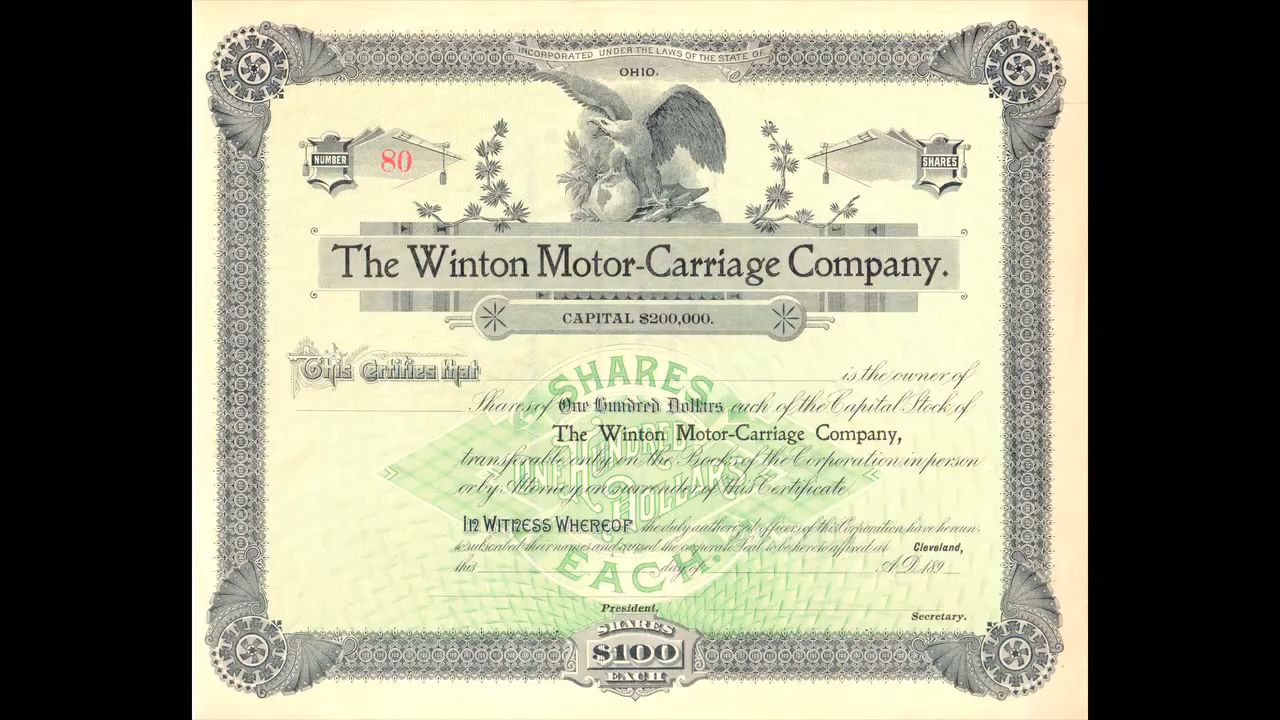 INCORPORATED UNDER THE LAWS OF THE STATE OF
OHIO.
NUMBER 80 SHARES
The Winton Motor-Carriage Company.
CAPITAL $200,000.
This Certifies that is the owner of
Shares of One Hundred Dollars each of the Capital Stock of
The Winton Motor-Carriage Company,
transferable only on the Books of the Corporation in person
or by Attorney on surrender of this Certificate
In Witness Whereof the duly authorized officers of this Corporation have hereun-
to subscribed their names and caused the corporate Seal to be hereto affixed at Cleveland,
this day of A.D. 189
President.
Secretary.
SHARES
ONE HUNDRED DOLLARS
EACH.
SHARES
$100
EACH